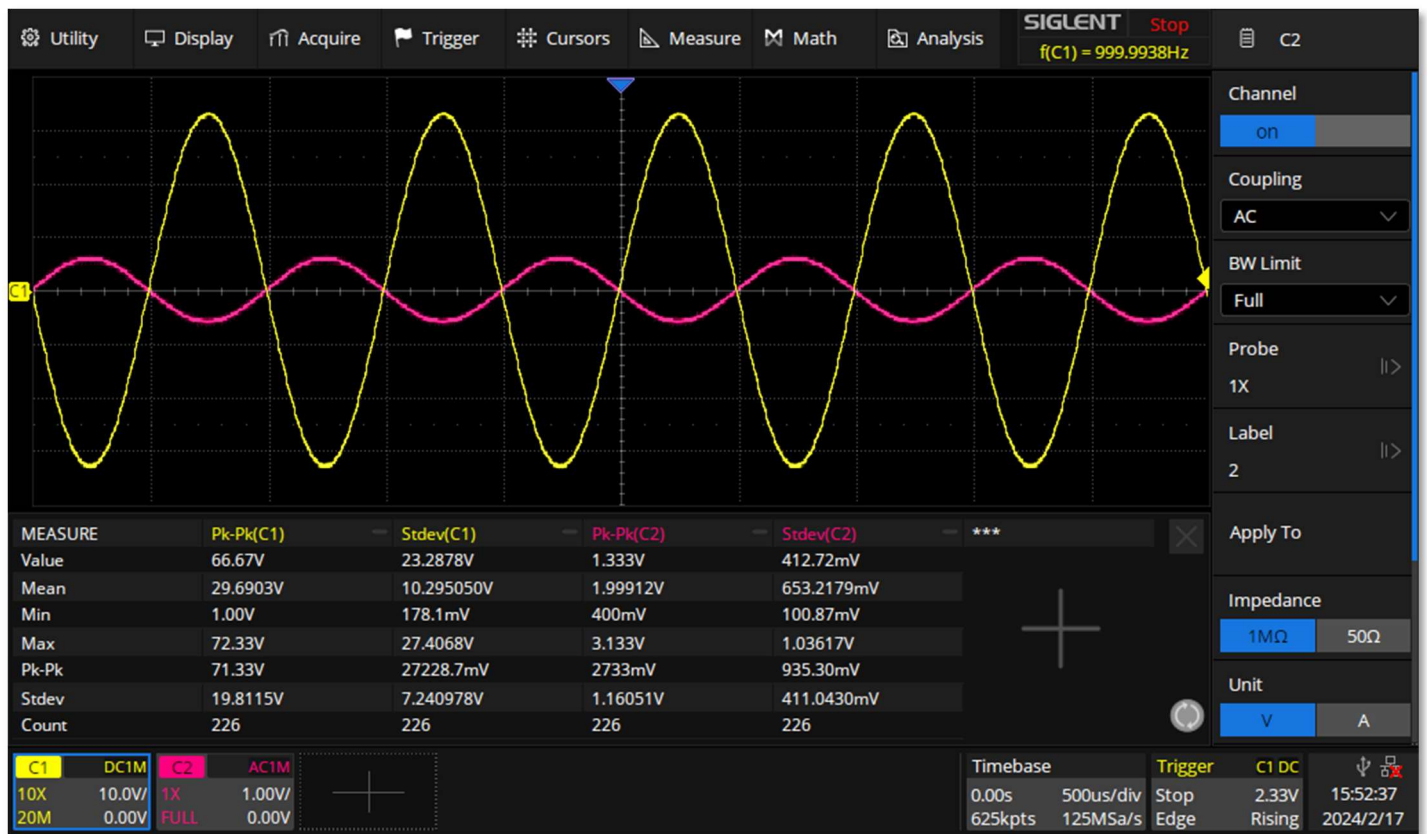 Utility Display Acquire Trigger Cursors Measure Math Analysis SIGLENT Stop
f(C1) = 999.9938Hz
C2
Channel
on
Coupling
AC
BW Limit
Full
Probe
1X
Label
2
Apply To
Impedance
1MΩ 50Ω
Unit
V A
C1
MEASURE Pk-Pk(C1) Stdev(C1) Pk-Pk(C2) Stdev(C2) ***
Value 66.67V 23.2878V 1.333V 412.72mV
Mean 29.6903V 10.295050V 1.99912V 653.2179mV
Min 1.00V 178.1mV 400mV 100.87mV
Max 72.33V 27.4068V 3.133V 1.03617V
Pk-Pk 71.33V 27228.7mV 2733mV 935.30mV
Stdev 19.8115V 7.240978V 1.16051V 411.0430mV
Count 226 226 226 226
C1 DC1M C2 AC1M Timebase Trigger C1 DC
10X 10.0V/ 1X 1.00V/ 0.00s 500us/div Stop 2.33V 15:52:37
20M 0.00V FULL 0.00V 625kpts 125MSa/s Edge Rising 2024/2/17